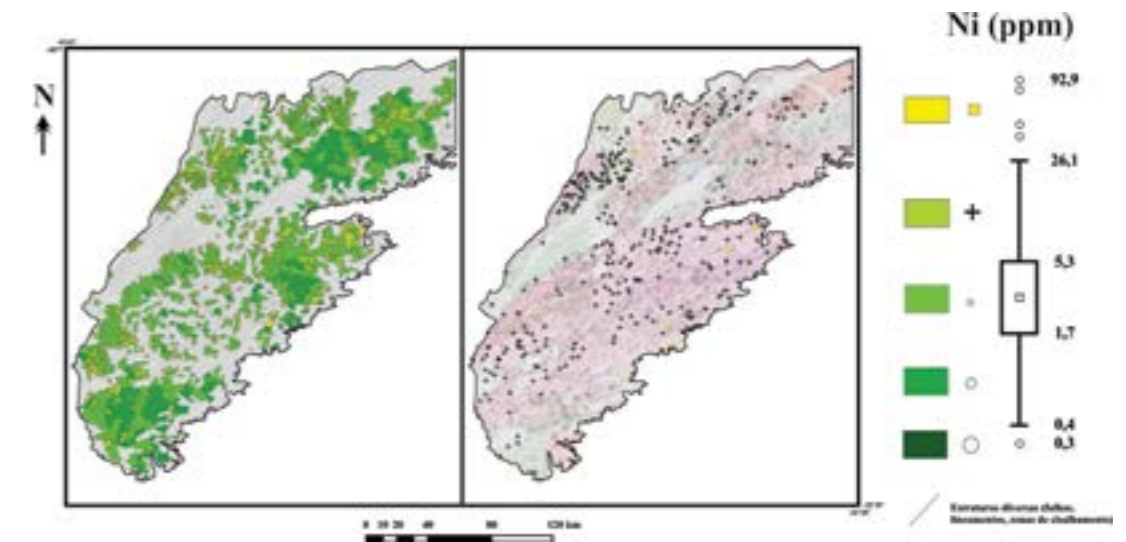 Ni (ppm)
N
92,9
26,1
5,3
1,7
0,4
0,3
0 10 20 40 80 120 km
Estruturas diversas (falhas,
lineamentos, zonas de cisalhamento)